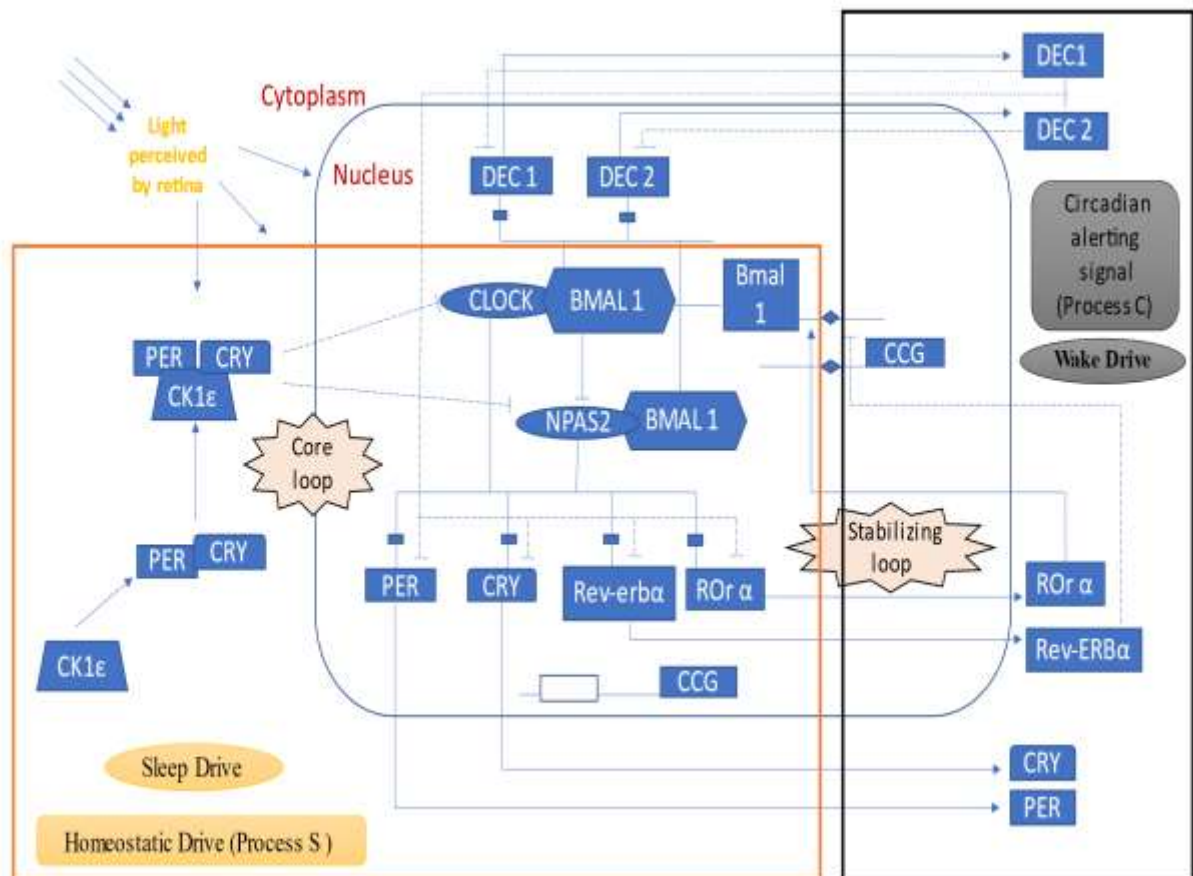 DEC1
Cytoplasm
Light
perceived
by retina
DEC 2
Nucleus
DEC 1
DEC 2
Circadian
alerting
signal
(Process C)
CLOCK
BMAL 1
Bmal
1
PER
CRY
CCG
Wake Drive
CK1ε
NPAS2
BMAL 1
Core
loop
Stabilizing
loop
PER
CRY
PER
CRY
Rev-erbα
ROr α
ROr α
Rev-ERBα
CK1ε
CCG
Sleep Drive
CRY
PER
Homeostatic Drive (Process S )